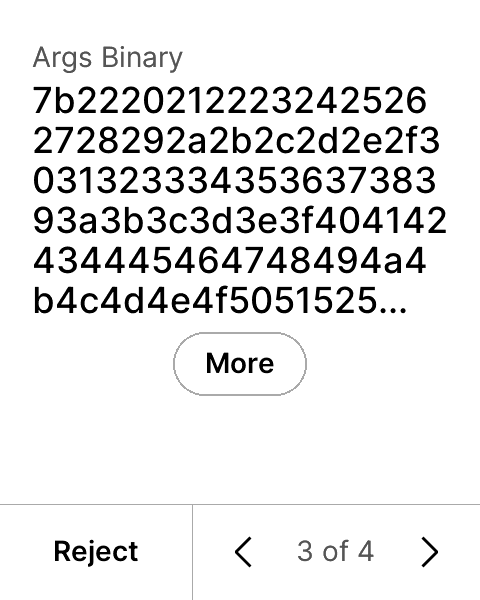 Args Binary
7b2220212223242526
2728292a2b2c2d2e2f3
031323334353637383
93a3b3c3d3e3f404142
434445464748494a4
b4c4d4e4f5051525...
More
Reject
3 of 4